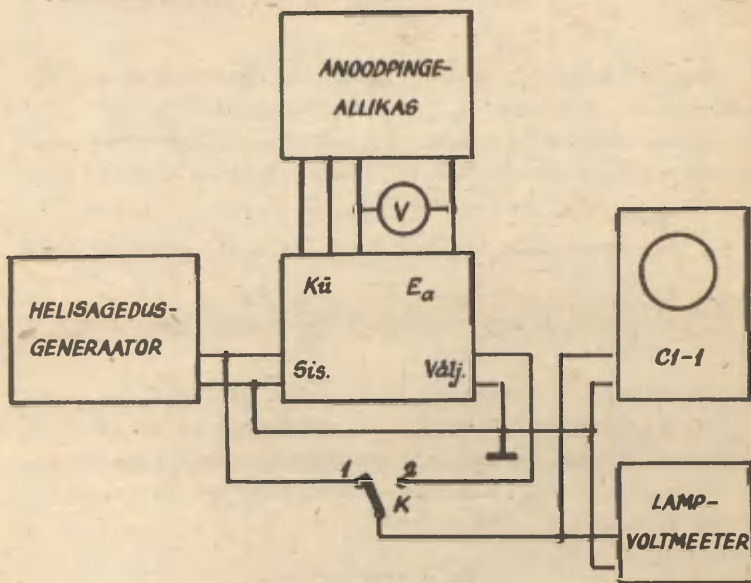 ANOODPINGE-
ALLIKAS
V
HELISAGEDUS-
GENERAATOR
Kü Ea
Sis. Välj.
C1-1
1 2
K
LAMP-
VOLTMEETER